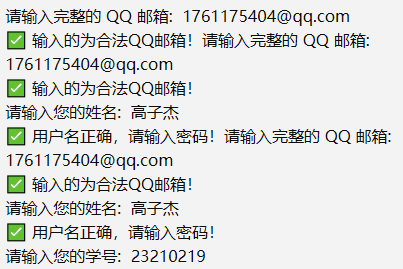 请输入完整的 QQ 邮箱: 1761175404@qq.com
✅ 输入的为合法QQ邮箱！请输入完整的 QQ 邮箱:
1761175404@qq.com
✅ 输入的为合法QQ邮箱！
请输入您的姓名: 高子杰
✅ 用户名正确，请输入密码！请输入完整的 QQ 邮箱:
1761175404@qq.com
✅ 输入的为合法QQ邮箱！
请输入您的姓名: 高子杰
✅ 用户名正确，请输入密码！
请输入您的学号: 23210219